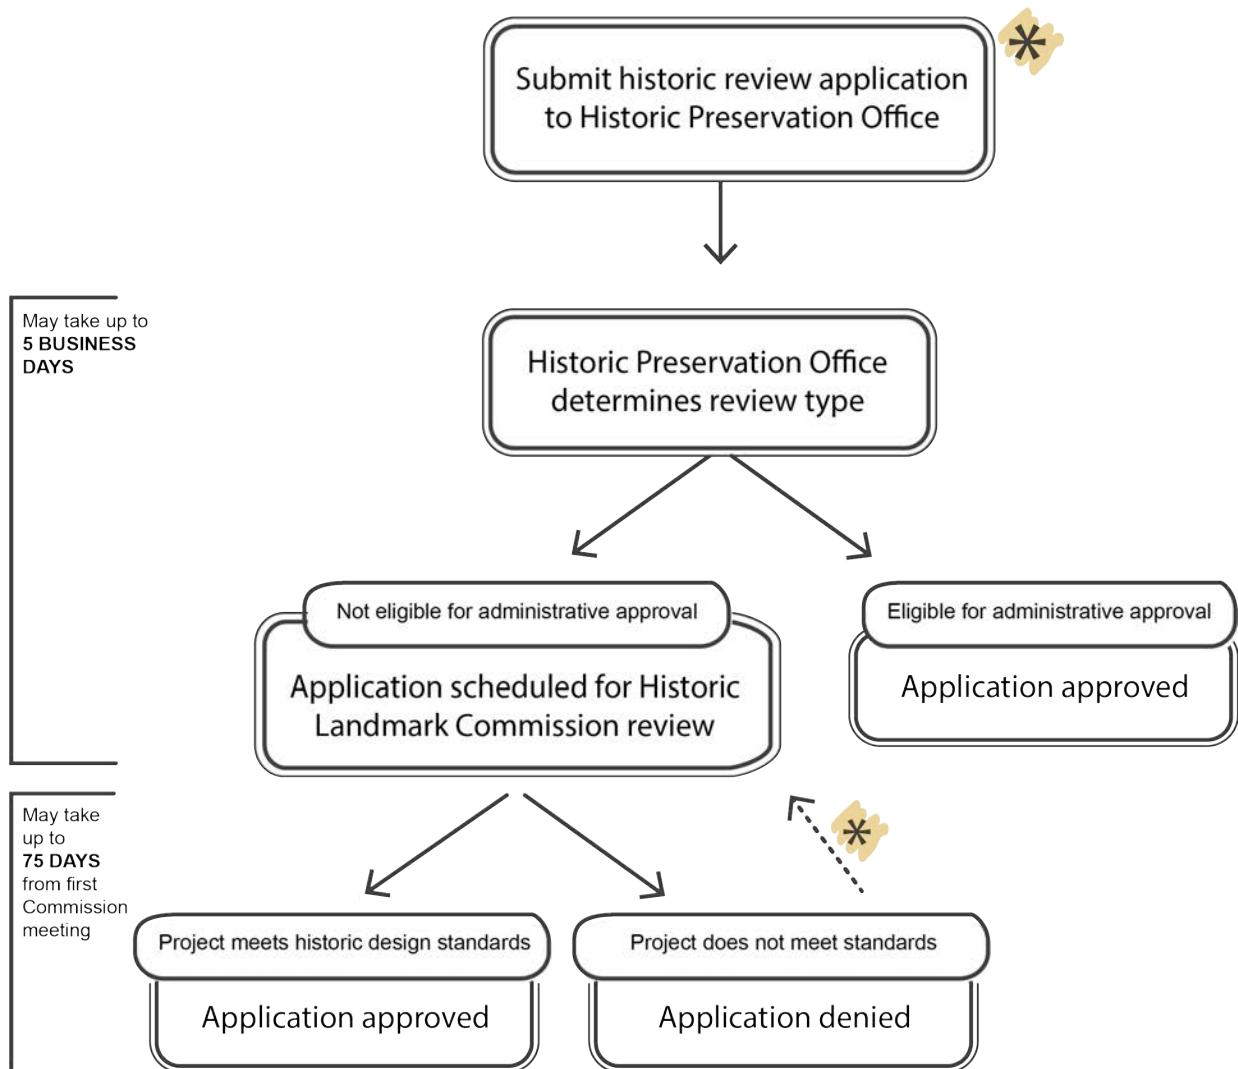 *
Submit historic review application
to Historic Preservation Office
May take up to
5 BUSINESS
DAYS
Historic Preservation Office
determines review type
Not eligible for administrative approval
Application scheduled for Historic
Landmark Commission review
Eligible for administrative approval
Application approved
May take
up to
75 DAYS
from first
Commission
meeting
*
Project meets historic design standards
Application approved
Project does not meet standards
Application denied